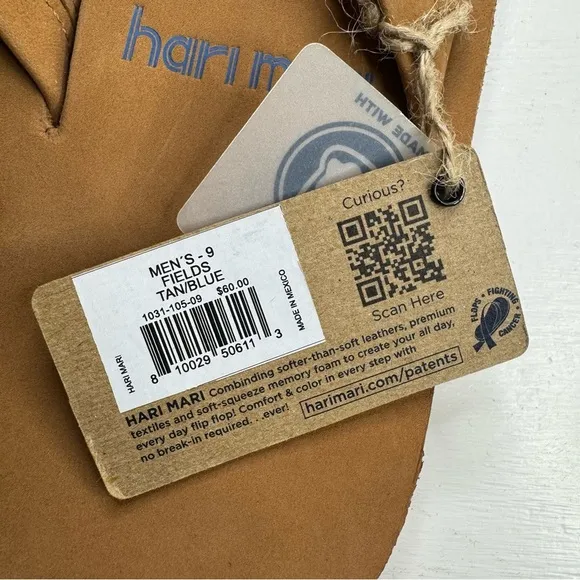 hari m
MADE WITH
Curious?
Scan Here
FLOPS FIGHTING CANCER
MEN'S - 9
FIELDS
TAN/BLUE
1031-105-09 $60.00
HARI MARI
MADE IN MEXICO
8 10029 50611 3
HARI MARI Combinding softer-than-soft leathers, premium
textiles and soft-squeeze memory foam to create your all day,
every day flip flop! Comfort & color in every step with
no break-in required. . .ever!
harimari.com/patents